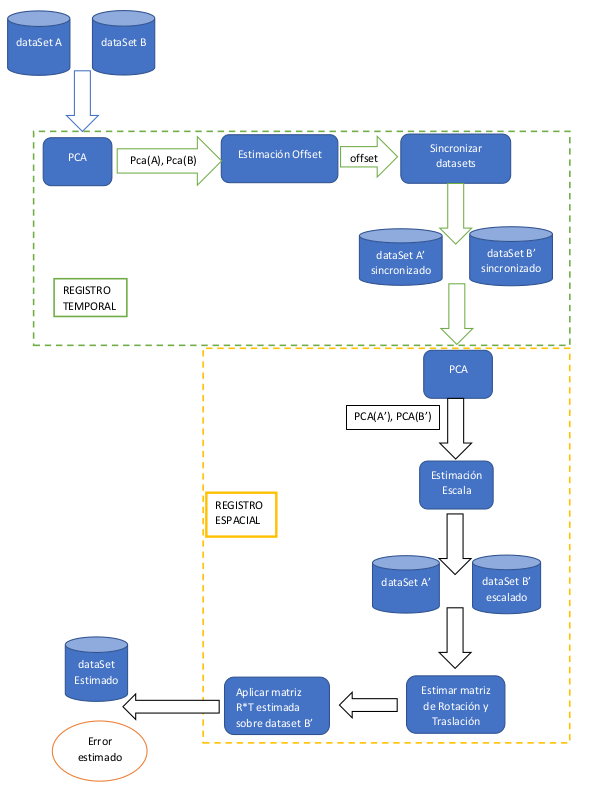 dataSet A
dataSet B
PCA
Pca(A), Pca(B)
Estimación Offset
offset
Sincronizar
datasets
dataSet A’
sincronizado
dataSet B’
sincronizado
REGISTRO
TEMPORAL
PCA
PCA(A’), PCA(B’)
Estimación
Escala
REGISTRO
ESPACIAL
dataSet A’
dataSet B’
escalado
Estimar matriz
de Rotación y
Traslación
Aplicar matriz
R*T estimada
sobre dataset B’
dataSet
Estimado
Error
estimado